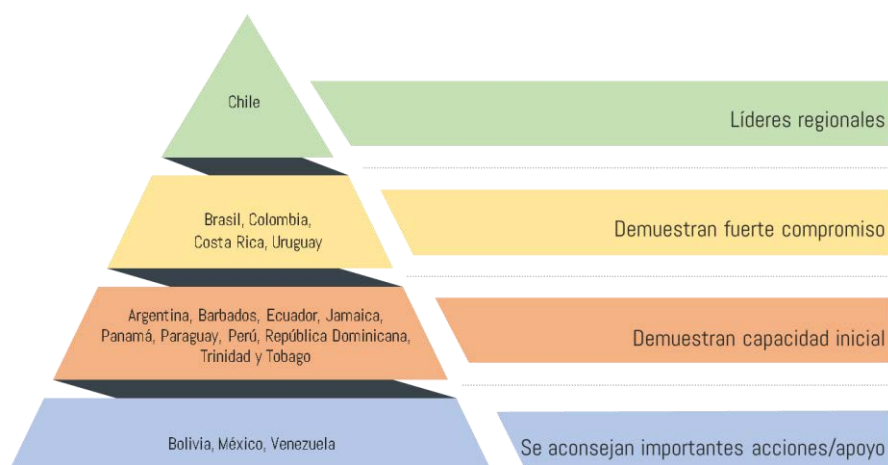 Chile
Líderes regionales
Brasil, Colombia,
Costa Rica, Uruguay
Demuestran fuerte compromiso
Argentina, Barbados, Ecuador, Jamaica,
Panamá, Paraguay, Perú, República Dominicana,
Trinidad y Tobago
Demuestran capacidad inicial
Bolivia, México, Venezuela
Se aconsejan importantes acciones/apoyo